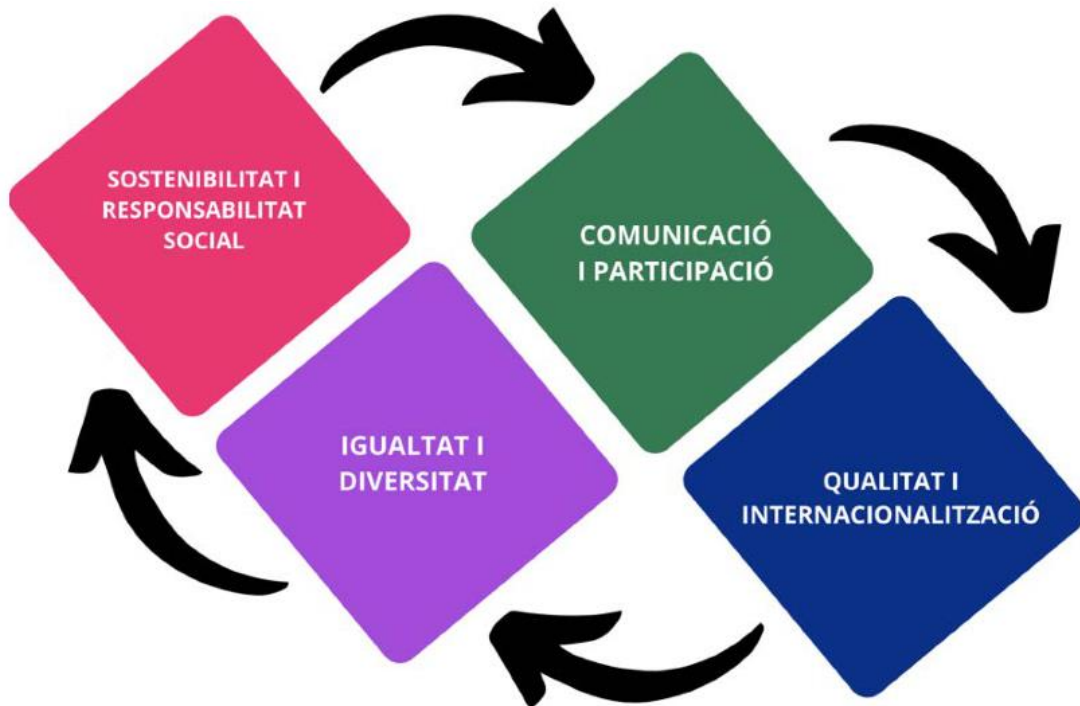 SOSTENIBILITAT I
RESPONSABILITAT
SOCIAL
COMUNICACIÓ
I PARTICIPACIÓ
IGUALTAT I
DIVERSITAT
QUALITAT I
INTERNACIONALITZACIÓ